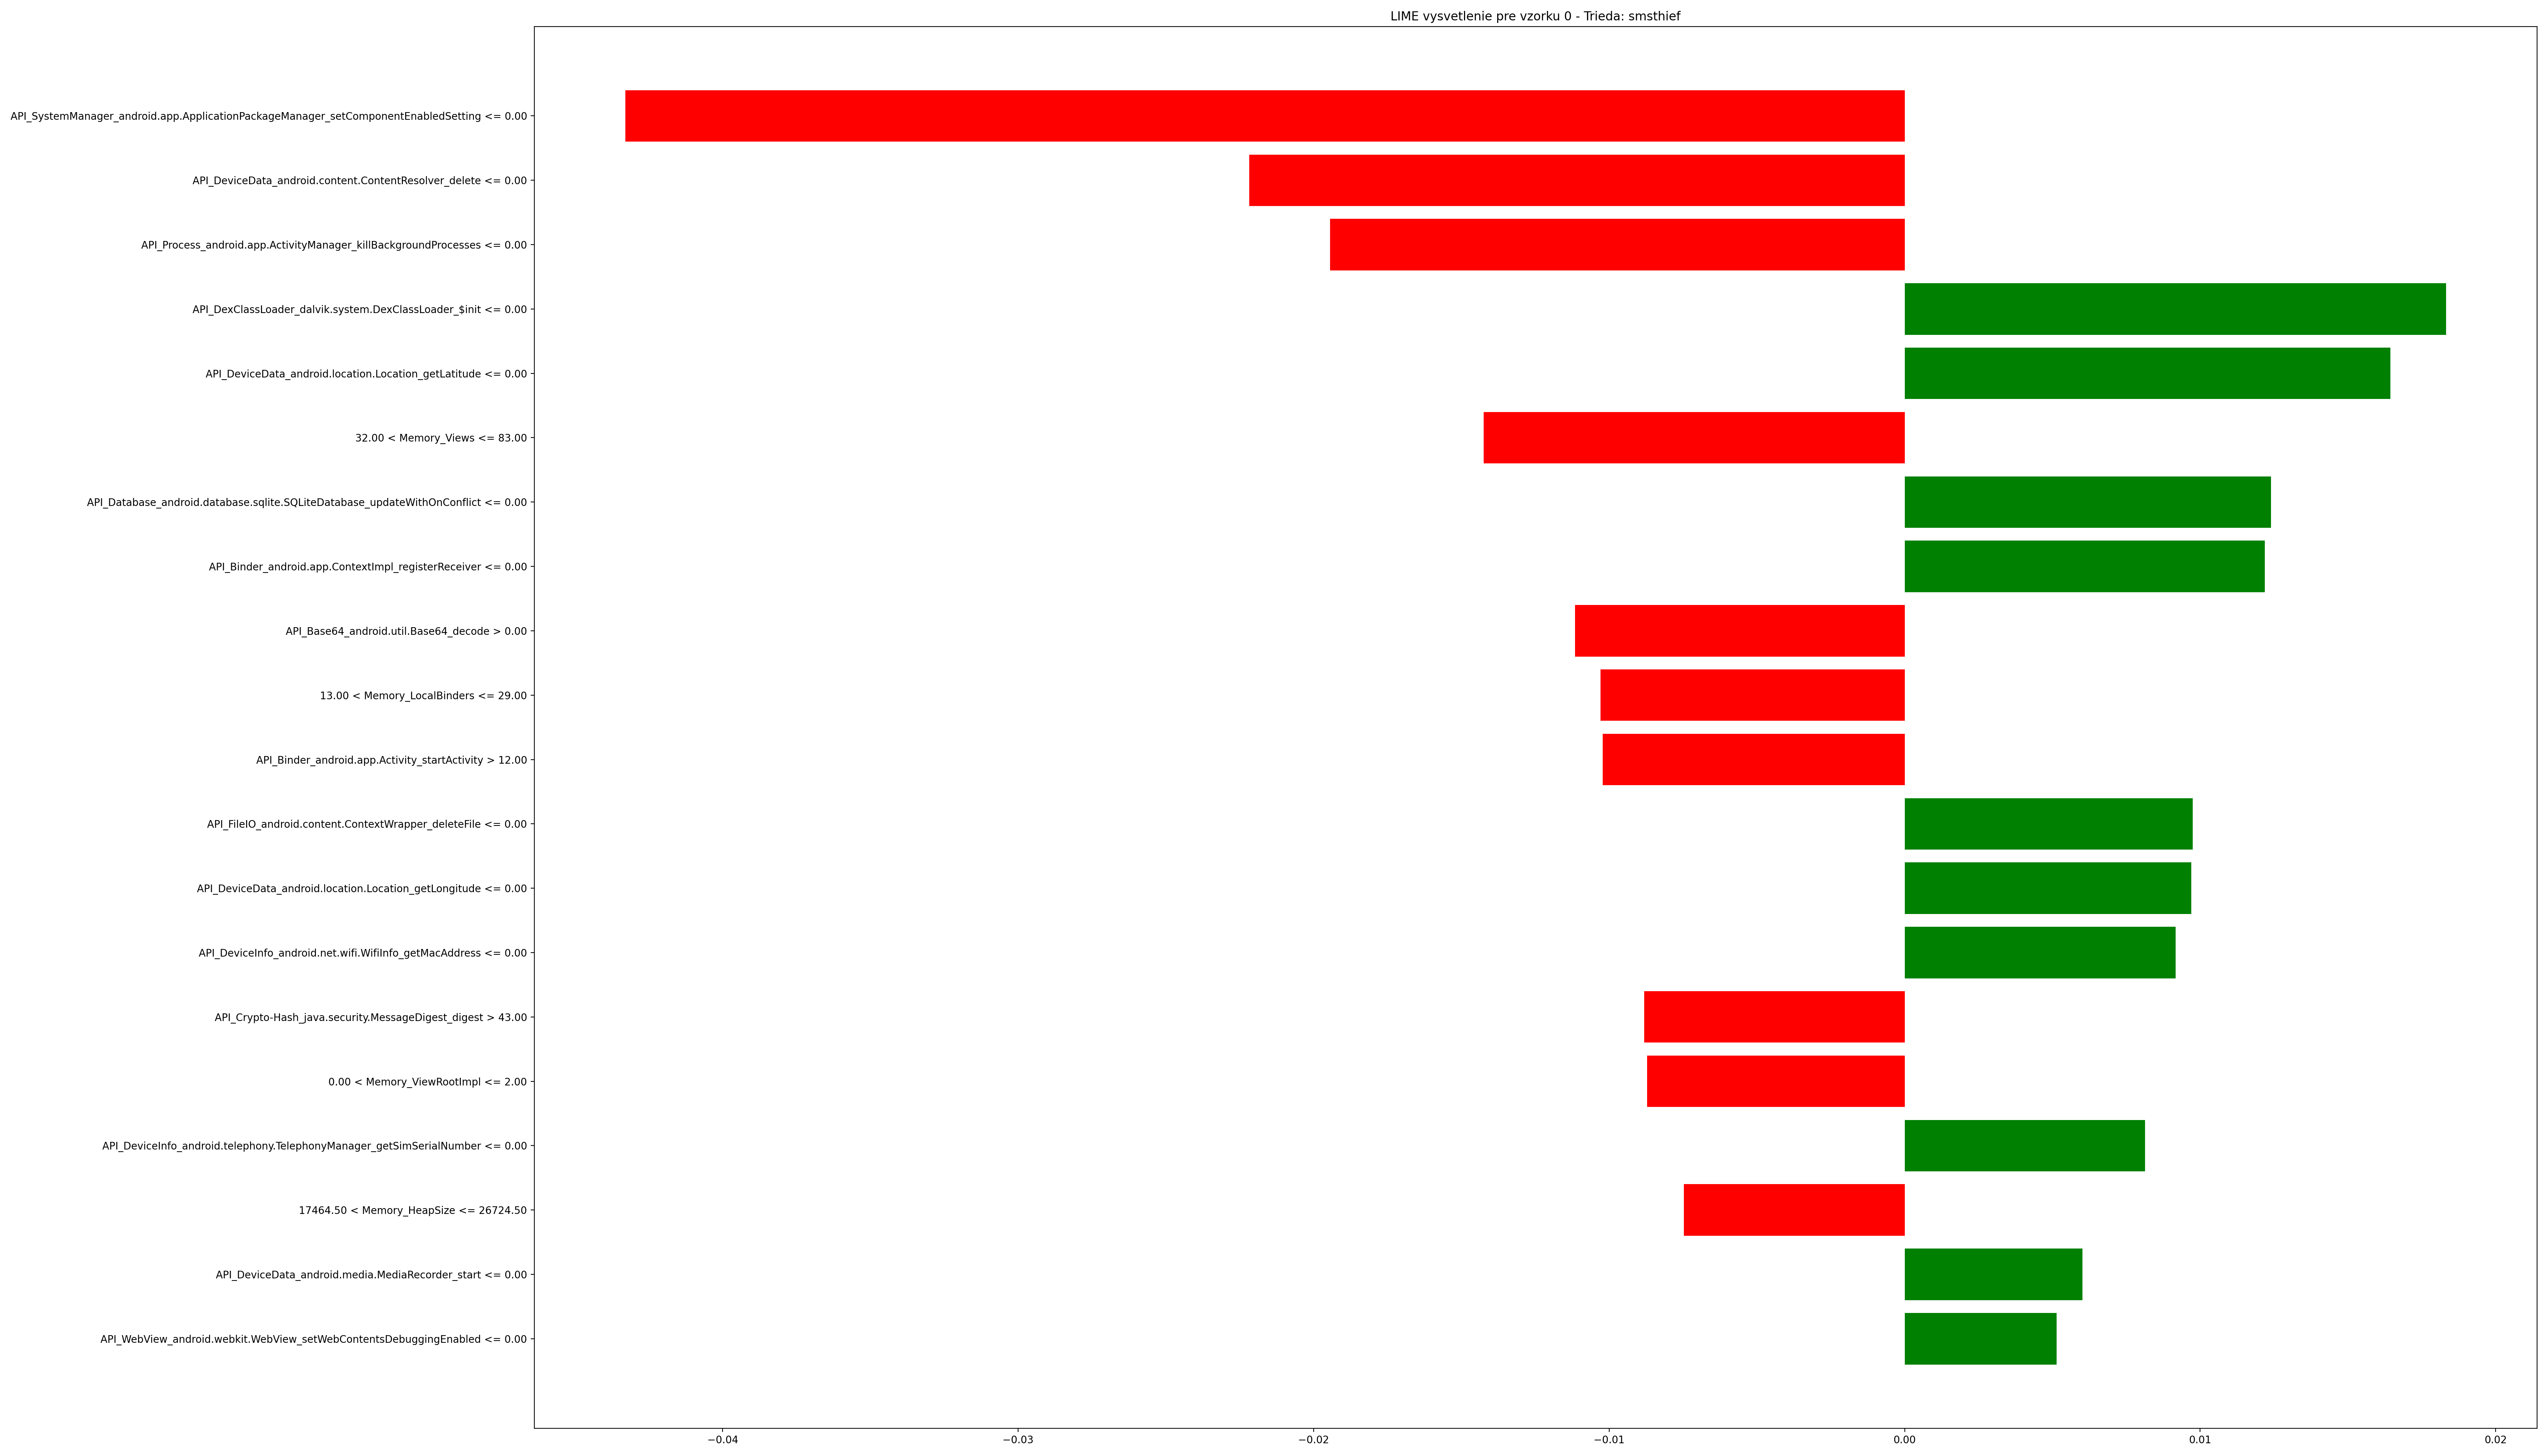 LIME vysvetlenie pre vzorku 0 - Trieda: smsthief
API_SystemManager_android.app.ApplicationPackageManager_setComponentEnabledSetting <= 0.00
API_DeviceData_android.content.ContentResolver_delete <= 0.00
API_Process_android.app.ActivityManager_killBackgroundProcesses <= 0.00
API_DexClassLoader_dalvik.system.DexClassLoader_$init <= 0.00
API_DeviceData_android.location.Location_getLatitude <= 0.00
32.00 < Memory_Views <= 83.00
API_Database_android.database.sqlite.SQLiteDatabase_updateWithOnConflict <= 0.00
API_Binder_android.app.ContextImpl_registerReceiver <= 0.00
API_Base64_android.util.Base64_decode > 0.00
13.00 < Memory_LocalBinders <= 29.00
API_Binder_android.app.Activity_startActivity > 12.00
API_FileIO_android.content.ContextWrapper_deleteFile <= 0.00
API_DeviceData_android.location.Location_getLongitude <= 0.00
API_DeviceInfo_android.net.wifi.WifiInfo_getMacAddress <= 0.00
API_Crypto-Hash_java.security.MessageDigest_digest > 43.00
0.00 < Memory_ViewRootImpl <= 2.00
API_DeviceInfo_android.telephony.TelephonyManager_getSimSerialNumber <= 0.00
17464.50 < Memory_HeapSize <= 26724.50
API_DeviceData_android.media.MediaRecorder_start <= 0.00
API_WebView_android.webkit.WebView_setWebContentsDebuggingEnabled <= 0.00
−0.04 −0.03 −0.02 −0.01 0.00 0.01 0.02